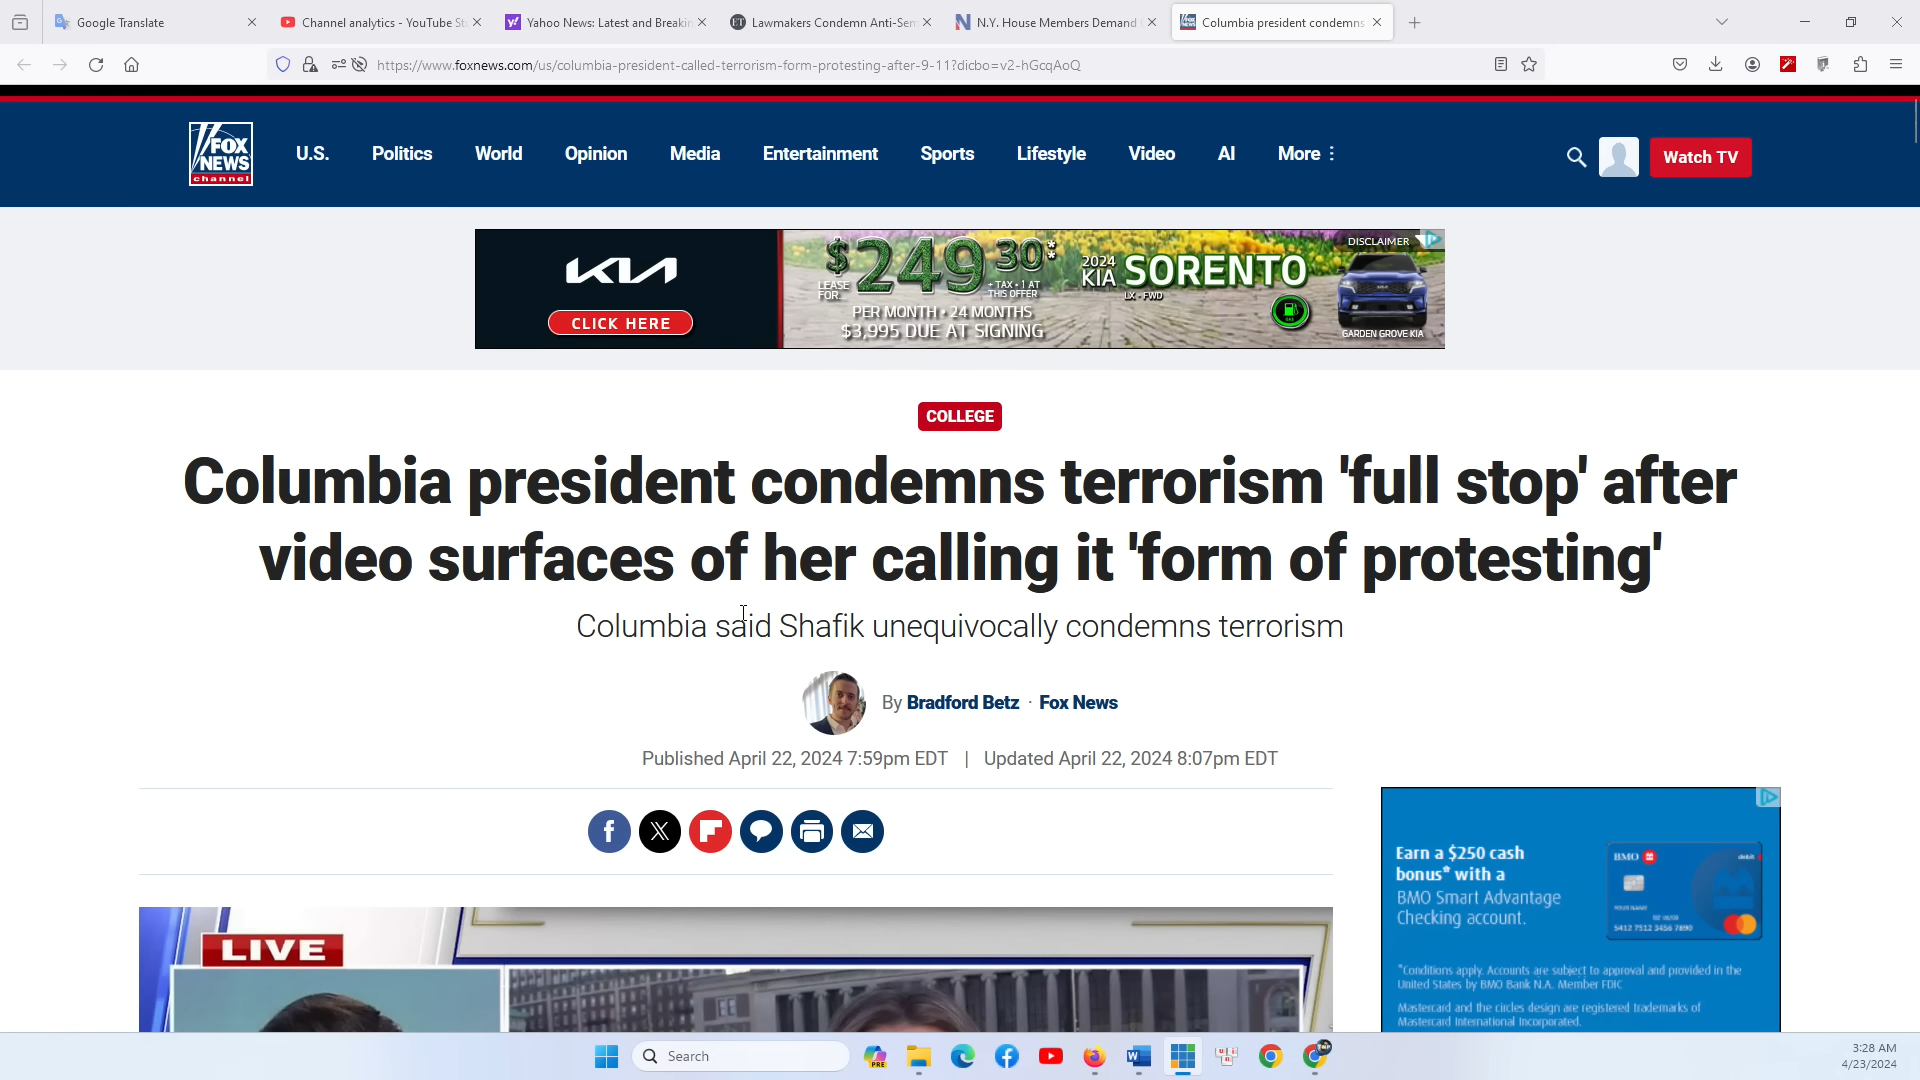 Google Translate
Channel analytics - YouTube St
Yahoo News: Latest and Breakin
Lawmakers Condemn Anti-Sen
N.Y. House Members Demand
Columbia president condemns
https://www.foxnews.com/us/columbia-president-called-terrorism-form-protesting-after-9-11?dicbo=v2-hGcqAoQ
FOX NEWS channel
U.S. Politics World Opinion Media Entertainment Sports Lifestyle Video AI More
Watch TV
KIA
CLICK HERE
LEASE FOR... $249.30** + TAX • 1 AT THIS OFFER
PER MONTH • 24 MONTHS
$3,995 DUE AT SIGNING
2024 KIA SORENTO
LX - FWD
DISCLAIMER
GARDEN GROVE KIA
COLLEGE
Columbia president condemns terrorism 'full stop' after
video surfaces of her calling it 'form of protesting'
Columbia said Shafik unequivocally condemns terrorism
By Bradford Betz · Fox News
Published April 22, 2024 7:59pm EDT | Updated April 22, 2024 8:07pm EDT
LIVE
Earn a $250 cash
bonus* with a
BMO Smart Advantage
Checking account.
BMO
debit
5412 7512 3456 7890
*Conditions apply. Accounts are subject to approval and provided in the
United States by BMO Bank N.A. Member FDIC
Mastercard and the circles design are registered trademarks of
Mastercard International Incorporated.
Search
PRE
3:28 AM
4/23/2024